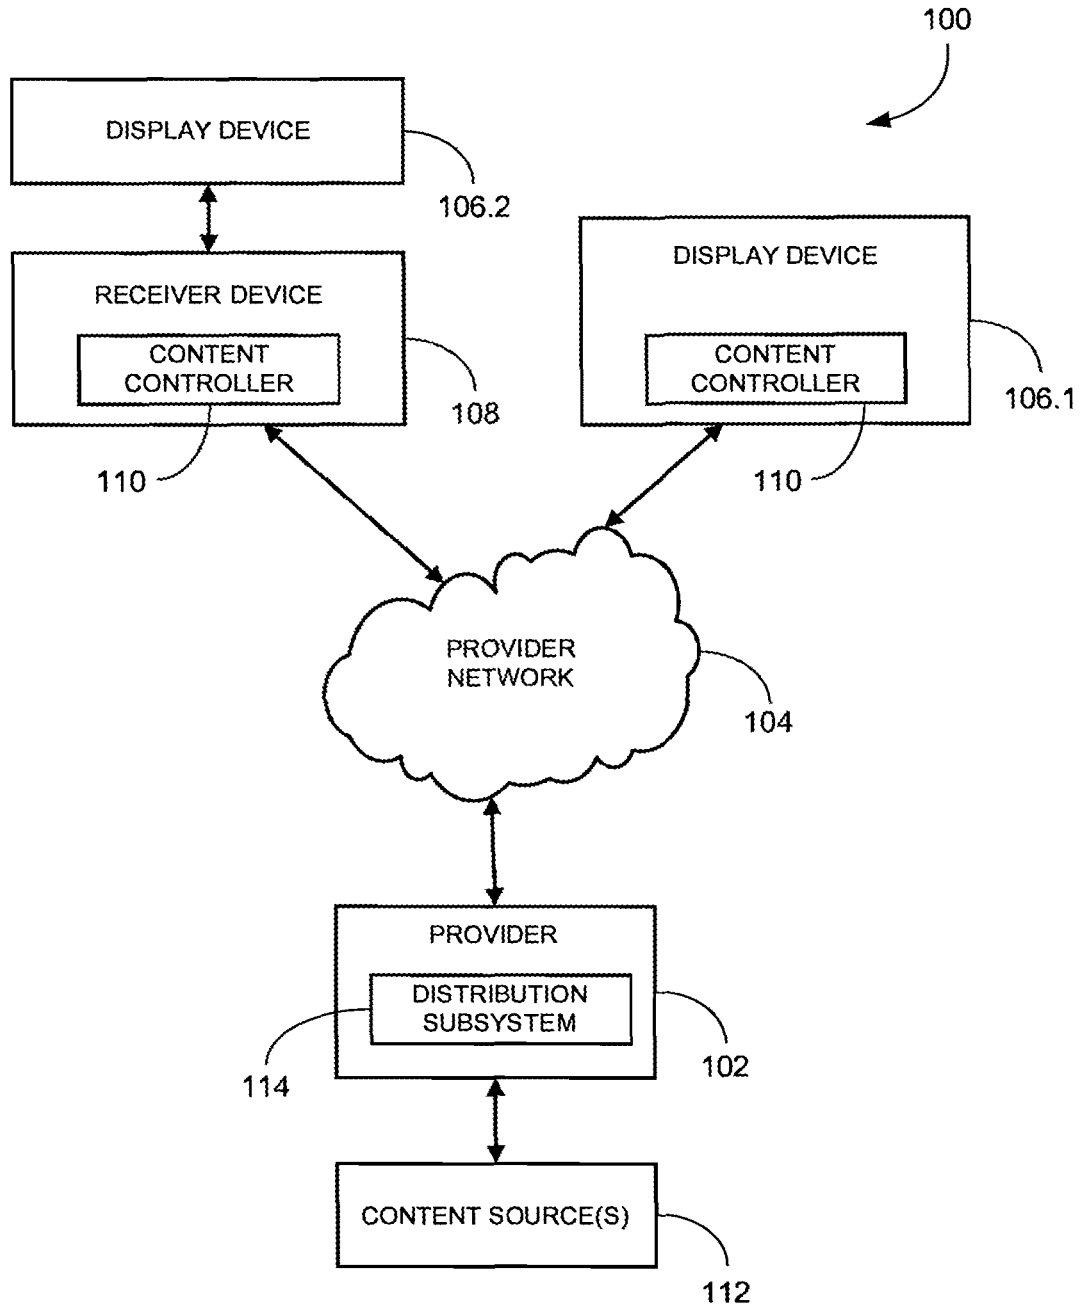 100
DISPLAY DEVICE
106.2
RECEIVER DEVICE
CONTENT
CONTROLLER
108
110
DISPLAY DEVICE
CONTENT
CONTROLLER
106.1
110
PROVIDER
NETWORK
104
PROVIDER
DISTRIBUTION
SUBSYSTEM
102
114
CONTENT SOURCE(S)
112